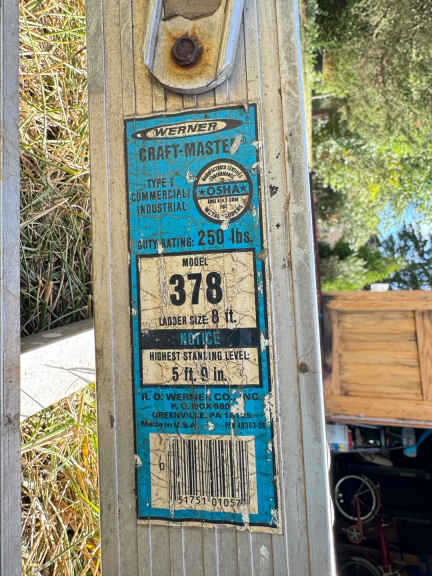 WERNER
CRAFT-MASTER
TYPE I
COMMERCIAL/
INDUSTRIAL
OSHA
DUTY RATING: 250 lbs.
MODEL
378
LADDER SIZE: 8 ft.
NOTICE
HIGHEST STANDING LEVEL:
5 ft. 9 in.
R. D. WERNER CO., INC.
P. O. BOX 580
GREENVILLE, PA 16125
Made in U.S.A.
51751 01057